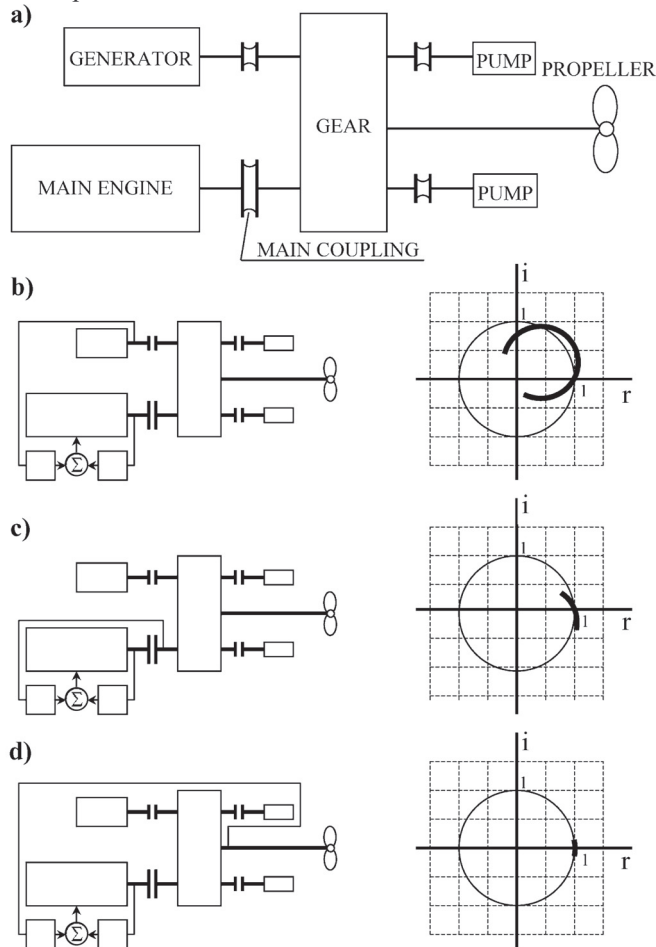 a)
GENERATOR
PUMP
PROPELLER
GEAR
MAIN ENGINE
PUMP
MAIN COUPLING
b)
i
1
1
r
Σ
c)
i
1
1
r
Σ
d)
i
1
1
r
Σ